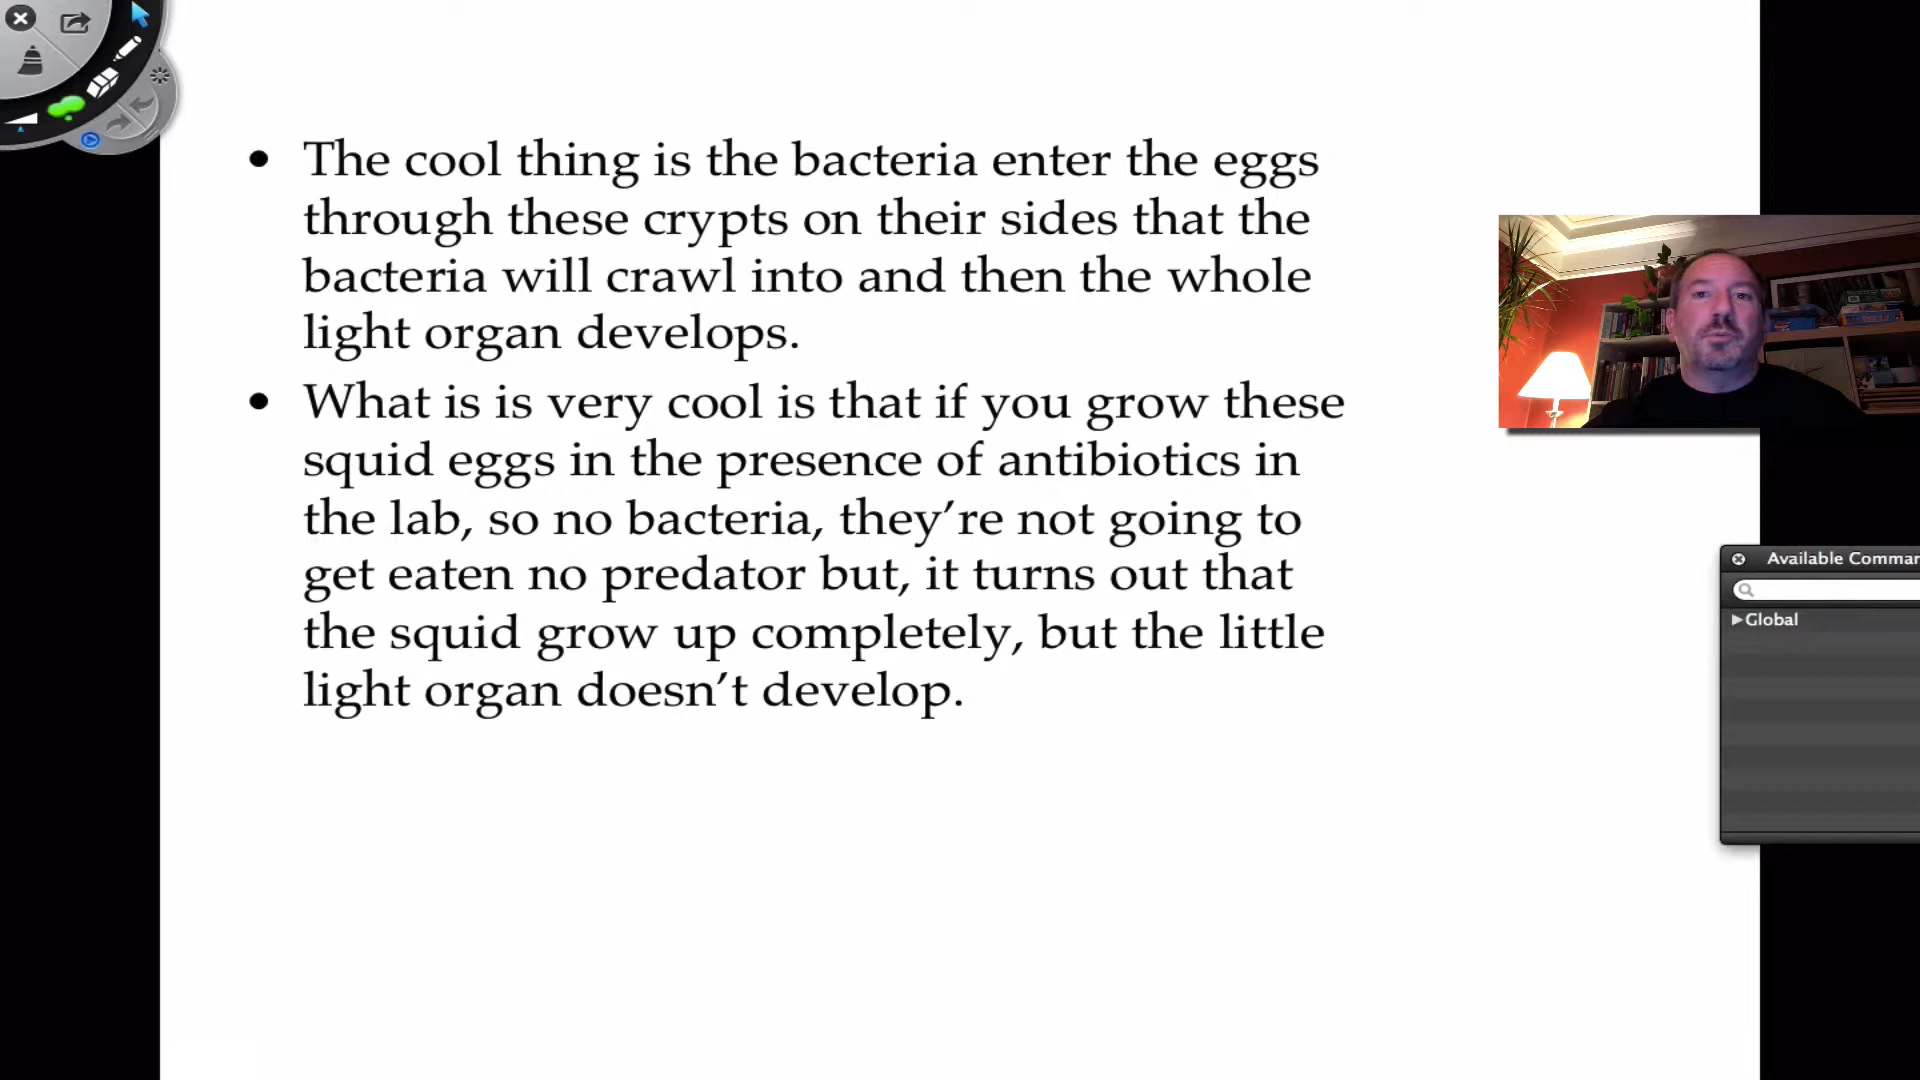 • The cool thing is the bacteria enter the eggs
through these crypts on their sides that the
bacteria will crawl into and then the whole
light organ develops.
• What is is very cool is that if you grow these
squid eggs in the presence of antibiotics in
the lab, so no bacteria, they’re not going to
get eaten no predator but, it turns out that
the squid grow up completely, but the little
light organ doesn’t develop.
Available Commar
Global